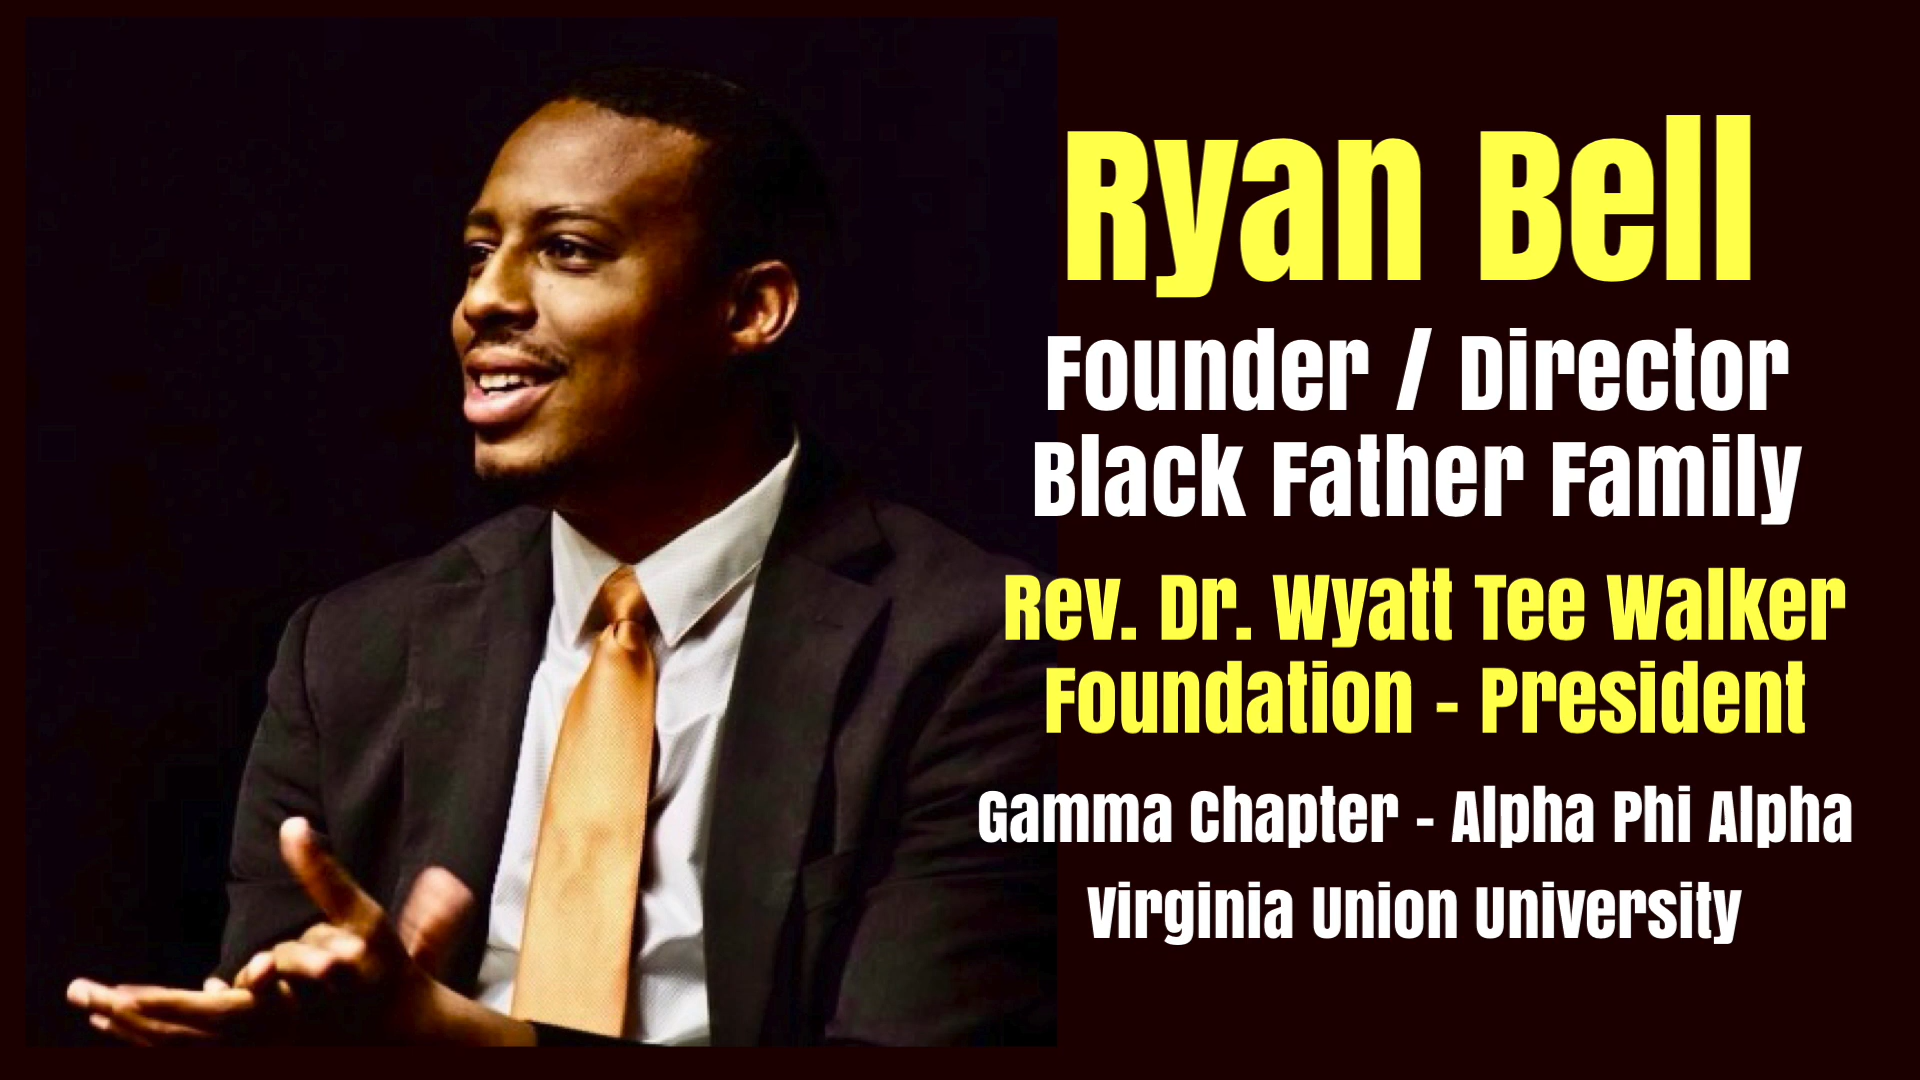 Ryan Bell
Founder / Director
Black Father Family
Rev. Dr. Wyatt Tee Walker
Foundation - President
Gamma Chapter - Alpha Phi Alpha
Virginia Union University